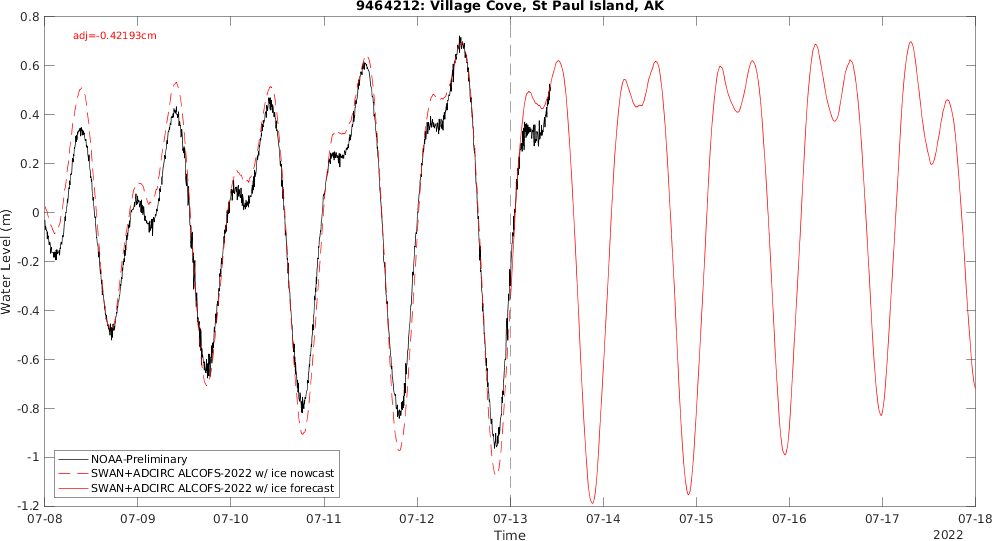 9464212: Village Cove, St Paul Island, AK
adj=-0.42193cm
Water Level (m)
0.8
0.6
0.4
0.2
0
-0.2
-0.4
-0.6
-0.8
-1
-1.2
NOAA-Preliminary
SWAN+ADCIRC ALCOFS-2022 w/ ice nowcast
SWAN+ADCIRC ALCOFS-2022 w/ ice forecast
07-08 07-09 07-10 07-11 07-12 07-13 07-14 07-15 07-16 07-17 07-18
Time
2022